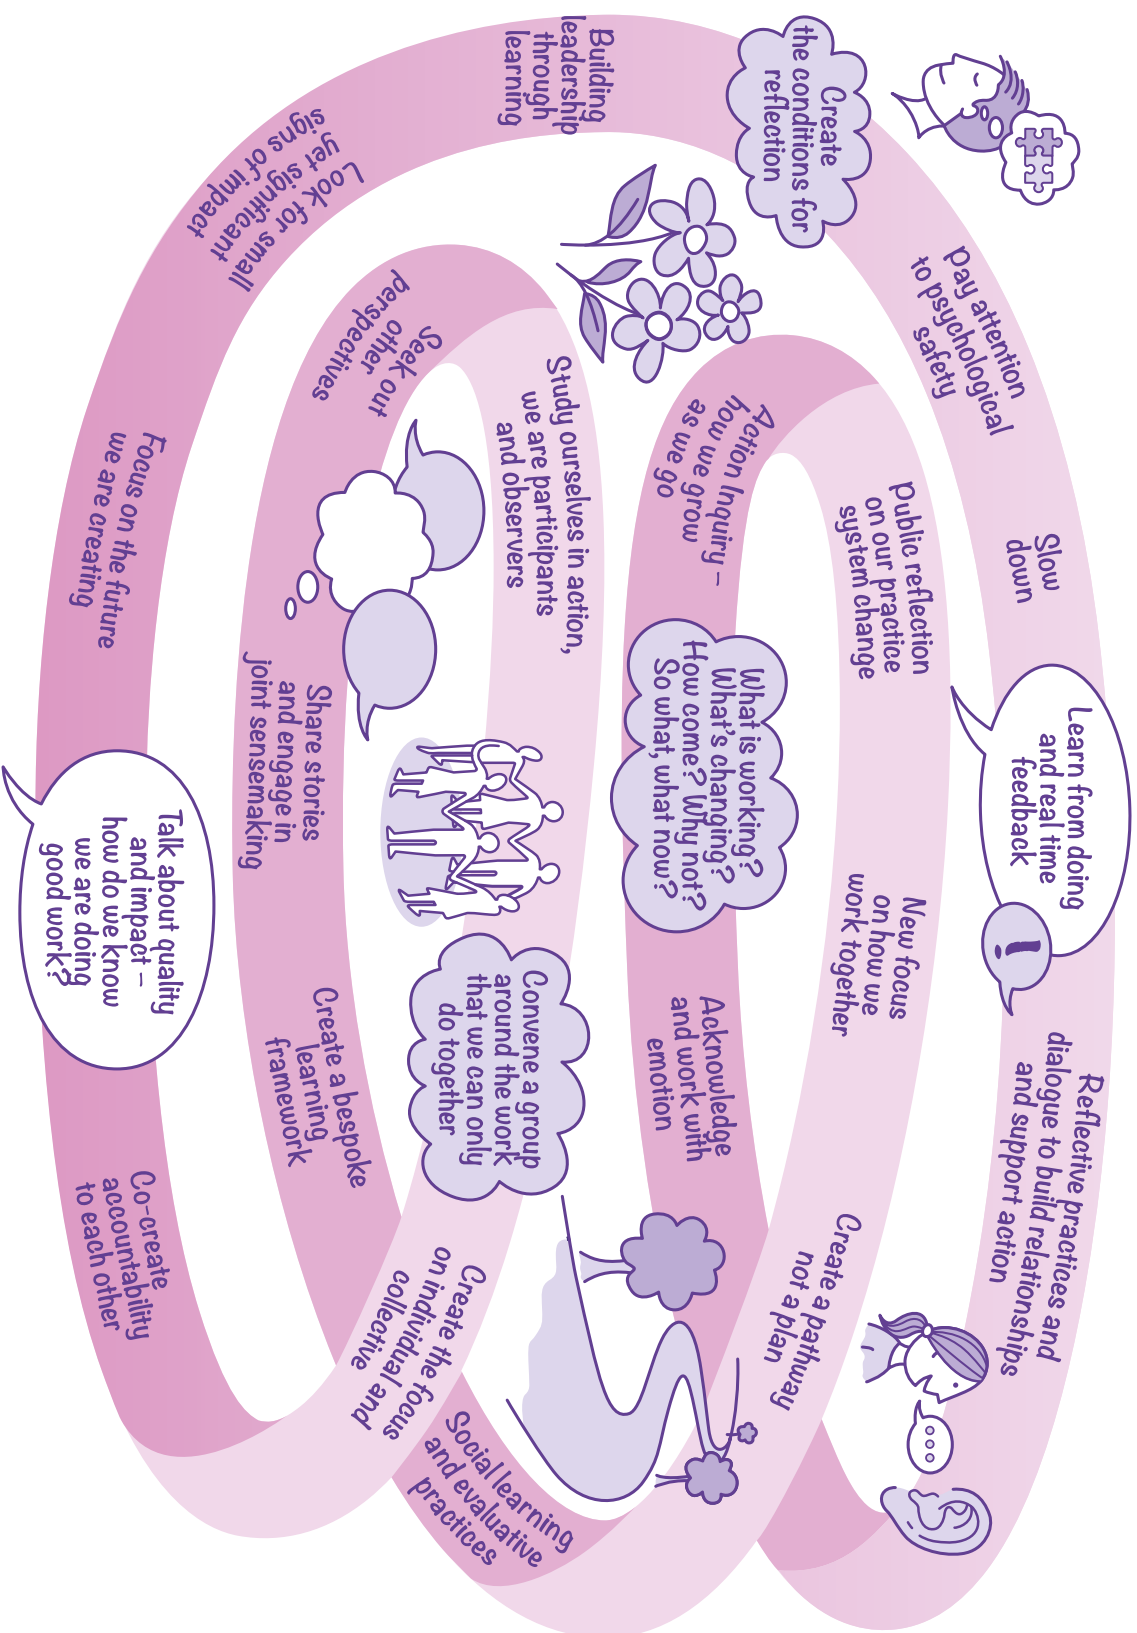 Building
leadership
through
learning
Create
the conditions for
reflection
Look for small
yet significant
signs of impact
Pay attention
to psychological
safety
Seek out
other
perspectives
Study ourselves in action,
we are participants
and observers
Action Inquiry –
how we grow
as we go
Public reflection
on our practice
system change
Slow
down
Focus on the future
we are creating
Share stories
and engage in
joint sensemaking
What is working?
What's changing?
How come? Why not?
So what, what now?
Learn from doing
and real time
feedback
i
Talk about quality
and impact –
how do we know
we are doing
good work?
New focus
on how we
work together
Convene a group
around the work
that we can only
do together
Create a bespoke
learning
framework
Acknowledge
and work with
emotion
Reflective practices and
dialogue to build relationships
and support action
Co-create
accountability
to each other
Create the focus
on individual and
collective
Create a pathway
not a plan
Social learning
and evaluative
practices